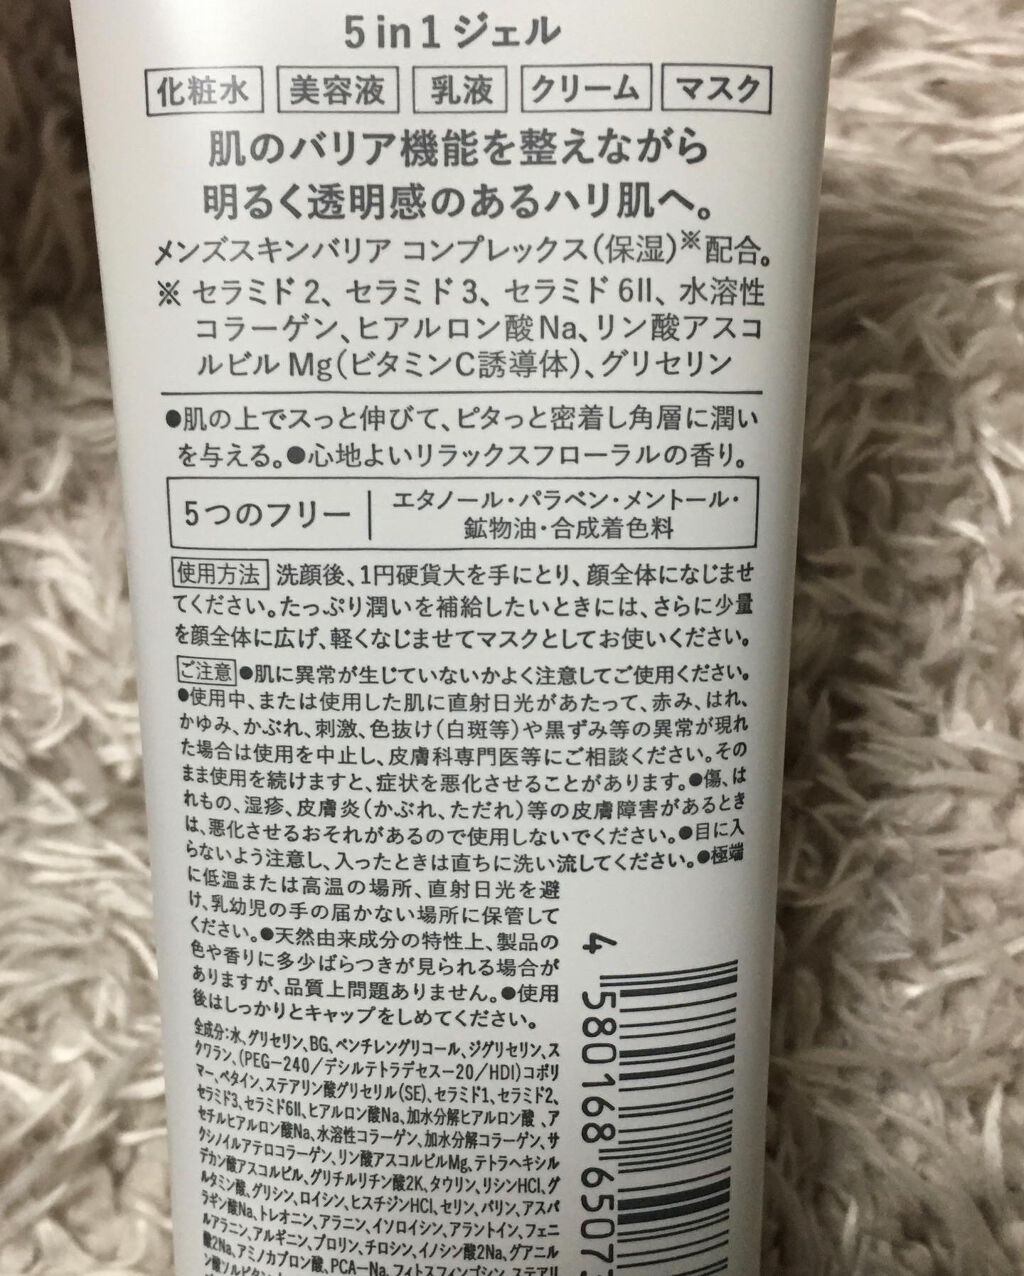 5 in 1 ジェル
化粧水 美容液 乳液 クリーム マスク
肌のバリア機能を整えながら
明るく透明感のあるハリ肌へ。
メンズスキンバリア コンプレックス(保湿)※配合。
※ セラミド2、セラミド3、セラミド6II、水溶性
コラーゲン、ヒアルロン酸Na、リン酸アスコ
ルビルMg(ビタミンC誘導体)、グリセリン
●肌の上でスっと伸びて、ピタっと密着し角層に潤い
を与える。●心地よいリラックスフローラルの香り。
5つのフリー エタノール・パラベン・メントール・
鉱物油・合成着色料
使用方法 洗顔後、1円硬貨大を手にとり、顔全体になじませ
てください。たっぷり潤いを補給したいときには、さらに少量
を顔全体に広げ、軽くなじませてマスクとしてお使いください。
ご注意 ●肌に異常が生じていないかよく注意してご使用ください。
●使用中、または使用した肌に直射日光があたって、赤み、はれ、
かゆみ、かぶれ、刺激、色抜け(白斑等)や黒ずみ等の異常が現れ
た場合は使用を中止し、皮膚科専門医等にご相談ください。その
まま使用を続けますと、症状を悪化させることがあります。●傷、は
れもの、湿疹、皮膚炎(かぶれ、ただれ)等の皮膚障害があるとき
は、悪化させるおそれがあるので使用しないでください。●目に入
らないよう注意し、入ったときは直ちに洗い流してください。●極端
に低温または高温の場所、直射日光を避
け、乳幼児の手の届かない場所に保管して
ください。●天然由来成分の特性上、製品の
色や香りに多少ばらつきが見られる場合が
ありますが、品質上問題ありません。●使用
後はしっかりとキャップをしめてください。
全成分:水、グリセリン、BG、ペンチレングリコール、ジグリセリン、ス
クワラン、(PEG-240/デシルテトラデセス-20/HDI)コポリ
マー、ベタイン、ステアリン酸グリセリル(SE)、セラミド1、セラミド2、
セラミド3、セラミド6II、ヒアルロン酸Na、加水分解ヒアルロン酸、ア
セチルヒアルロン酸Na、水溶性コラーゲン、加水分解コラーゲン、サ
クシノイルアテロコラーゲン、リン酸アスコルビルMg、テトラヘキシル
デカン酸アスコルビル、グリチルリチン酸2K、タウリン、リシンHCl、グ
ルタミン酸、グリシン、ロイシン、ヒスチジンHCl、セリン、バリン、アスパ
ラギン酸Na、トレオニン、アラニン、イソロイシン、アラントイン、フェニ
ルアラニン、アルギニン、プロリン、チロシン、イノシン酸2Na、グアニル
酸2Na、アミノカプロン酸、PCA-Na、フィトスフィンゴシン、ステアリ
4 580168 6507